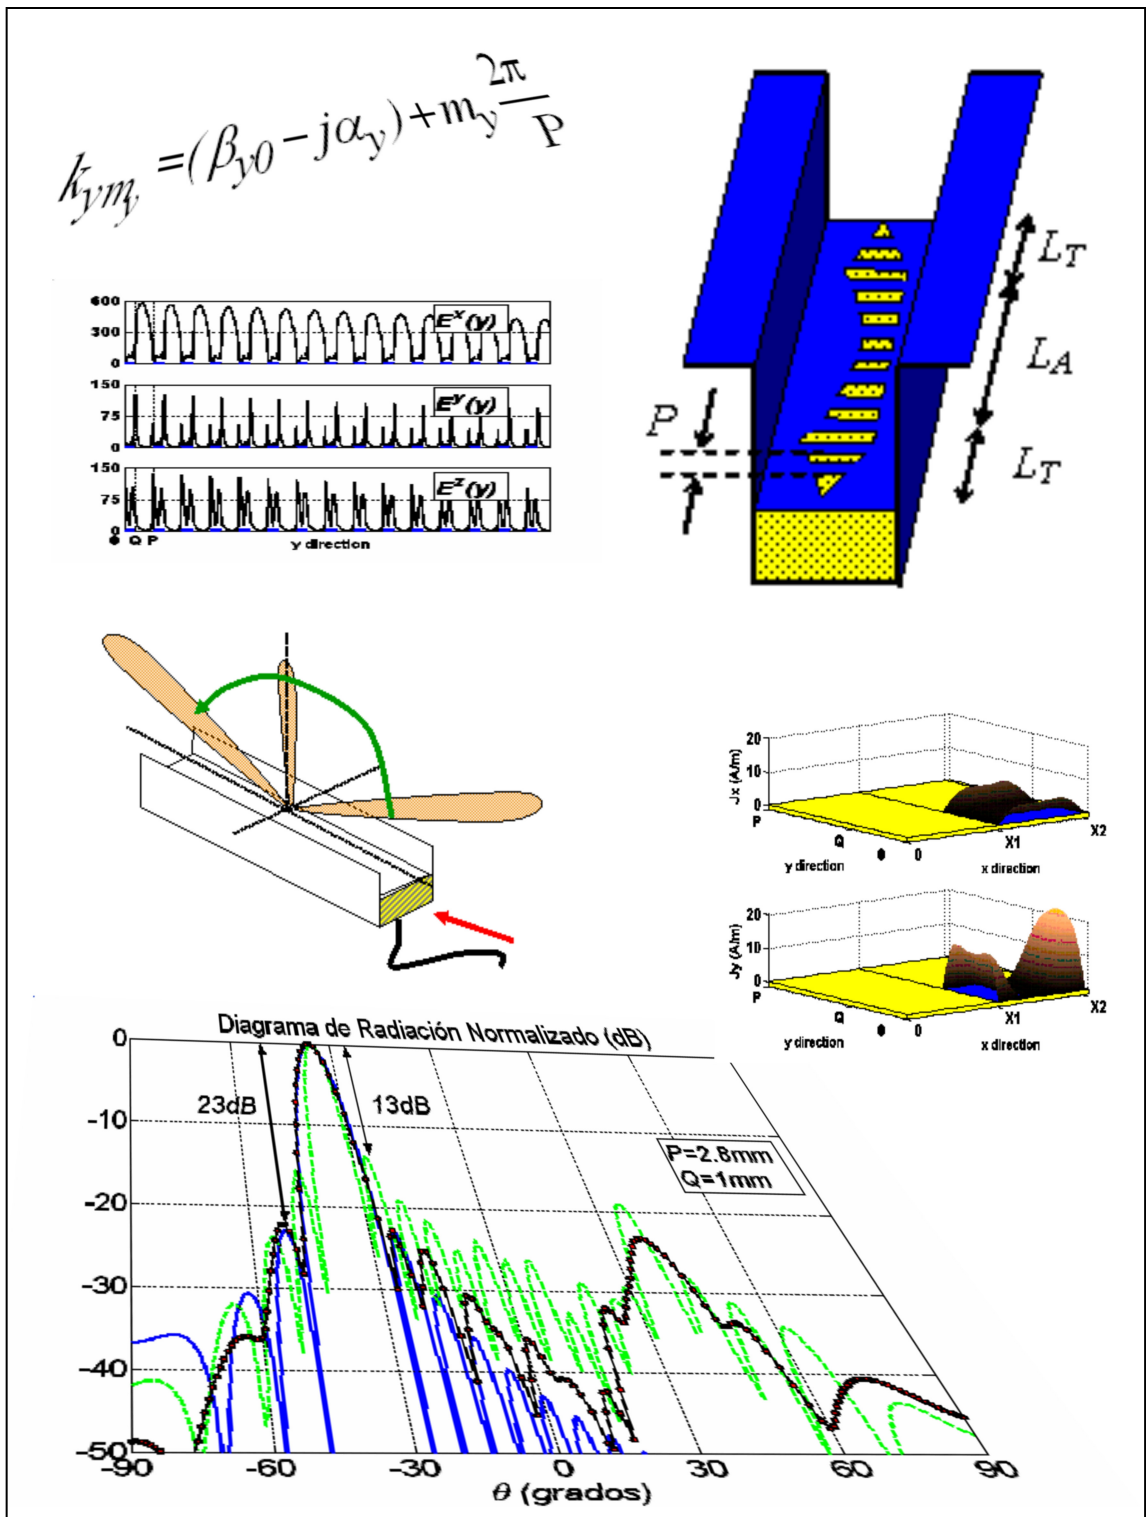 k_{ym_y} =(β_{y0} -jα_y)+m_y 2π/P
600
300
0
E^x(y)
150
75
0
E^y(y)
150
75
0
E^z(y)
0 Q P
y direction
L_T
L_A
L_T
P
20
10
0
Jx (A/m)
P
Q
0
0
X1
X2
y direction
x direction
20
10
0
Jy (A/m)
P
Q
0
0
X1
X2
y direction
x direction
Diagrama de Radiación Normalizado (dB)
0
-10
-20
-30
-40
-50
23dB
13dB
P=2.8mm
Q=1mm
-90 -60 -30 0 30 60 90
θ (grados)